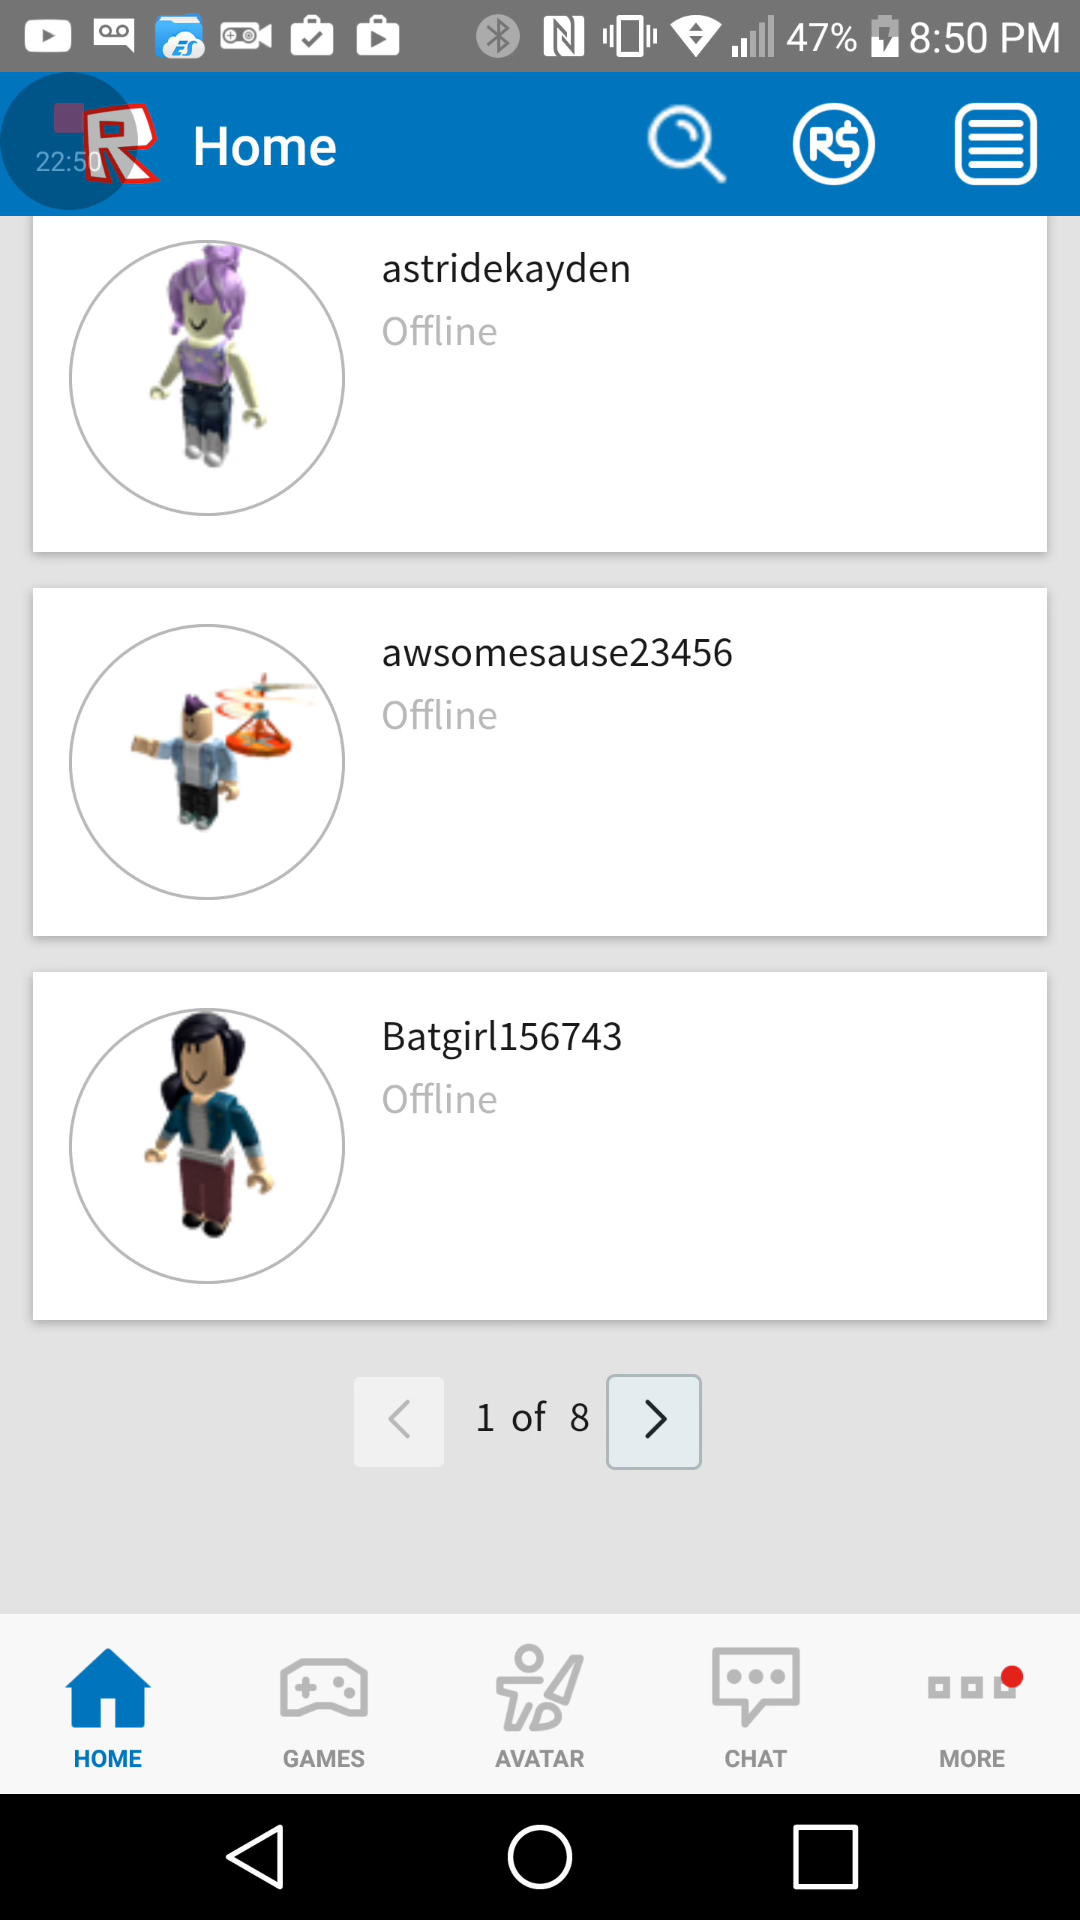 47% 8:50 PM
22:50
R Home R$
astridekayden
Offline
awsomesause23456
Offline
Batgirl156743
Offline
1 of 8
HOME GAMES AVATAR CHAT MORE